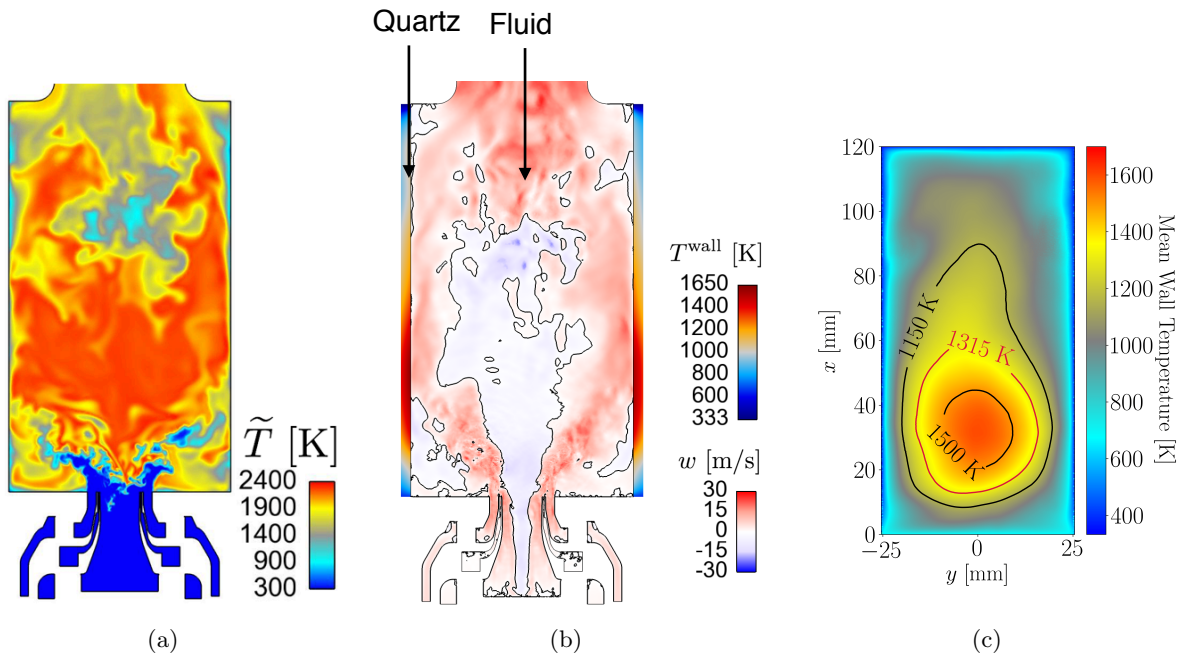 Quartz
Fluid
T̃ [K]
2400
1900
1400
900
300
(a)
T^wall [K]
1650
1400
1200
1000
800
600
333
w [m/s]
30
15
0
-15
-30
(b)
120
100
80
60
40
20
0
x [mm]
-25
0
25
y [mm]
1150 K
1315 K
1500 K
1600
1400
1200
1000
800
600
400
Mean Wall Temperature [K]
(c)